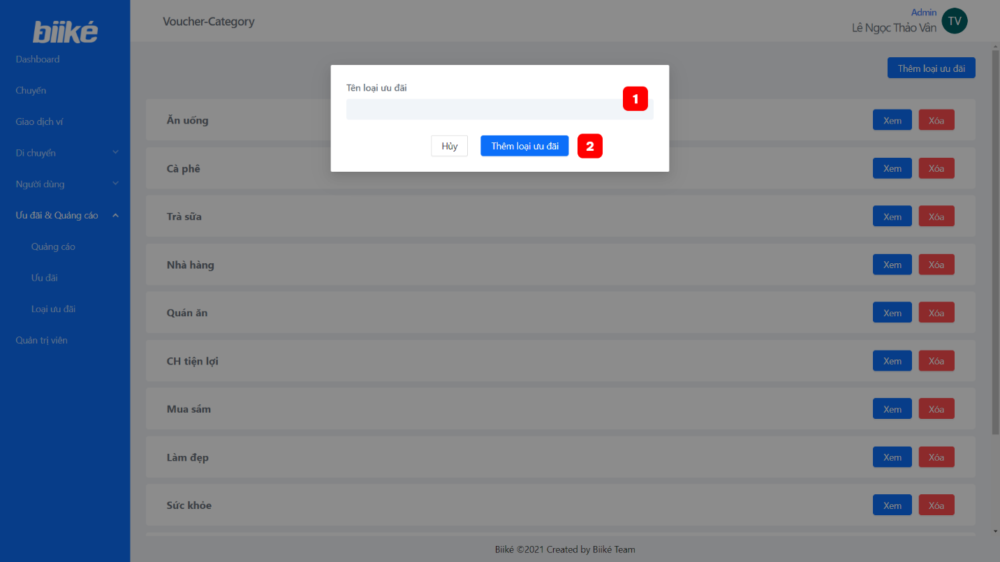 biiké
Dashboard
Chuyến
Giao dịch ví
Di chuyển
Người dùng
Ưu đãi & Quảng cáo
Quảng cáo
Ưu đãi
Loại ưu đãi
Quản trị viên
Voucher-Category
Admin
Lê Ngọc Thảo Vân
TV
Thêm loại ưu đãi
Tên loại ưu đãi
1
Hủy Thêm loại ưu đãi 2
Ăn uống Xem Xóa
Cà phê Xem Xóa
Trà sữa Xem Xóa
Nhà hàng Xem Xóa
Quán ăn Xem Xóa
CH tiện lợi Xem Xóa
Mua sắm Xem Xóa
Làm đẹp Xem Xóa
Sức khỏe Xem Xóa
Biiké ©2021 Created by Biiké Team